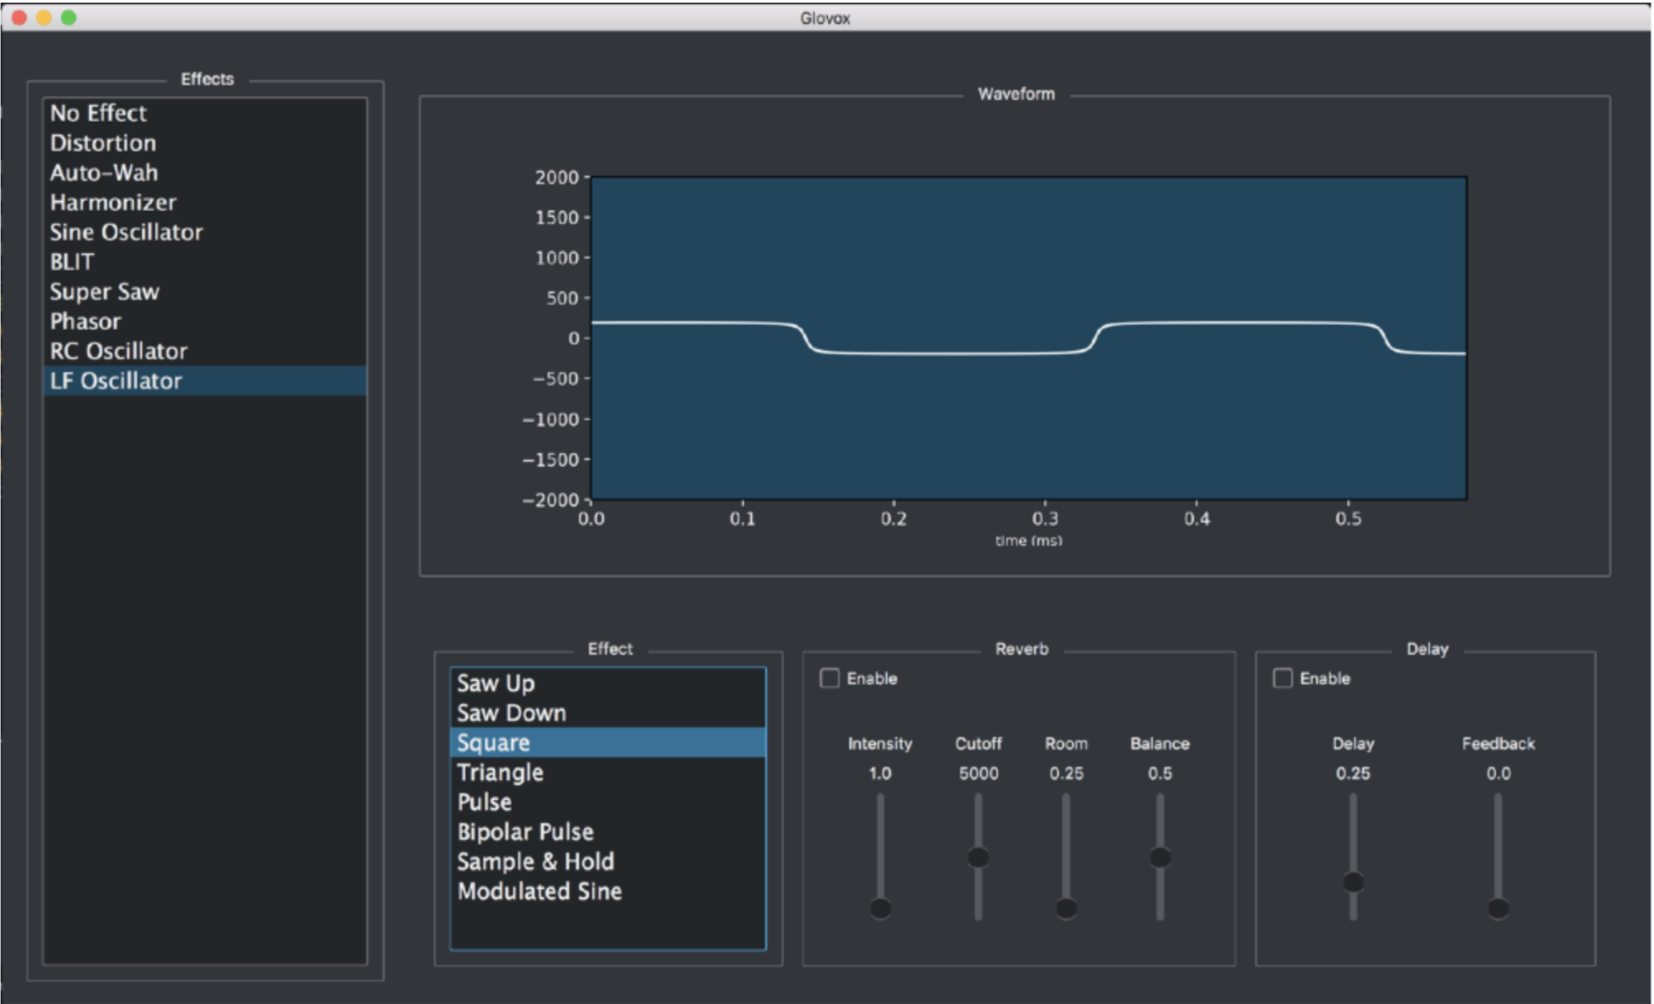 Glovox
Effects
No Effect
Distortion
Auto-Wah
Harmonizer
Sine Oscillator
BLIT
Super Saw
Phasor
RC Oscillator
LF Oscillator
Waveform
2000
1500
1000
500
0
−500
−1000
−1500
−2000
0.0 0.1 0.2 0.3 0.4 0.5
time (ms)
Effect
Saw Up
Saw Down
Square
Triangle
Pulse
Bipolar Pulse
Sample & Hold
Modulated Sine
Reverb
Enable
Intensity Cutoff Room Balance
1.0 5000 0.25 0.5
Delay
Enable
Delay Feedback
0.25 0.0